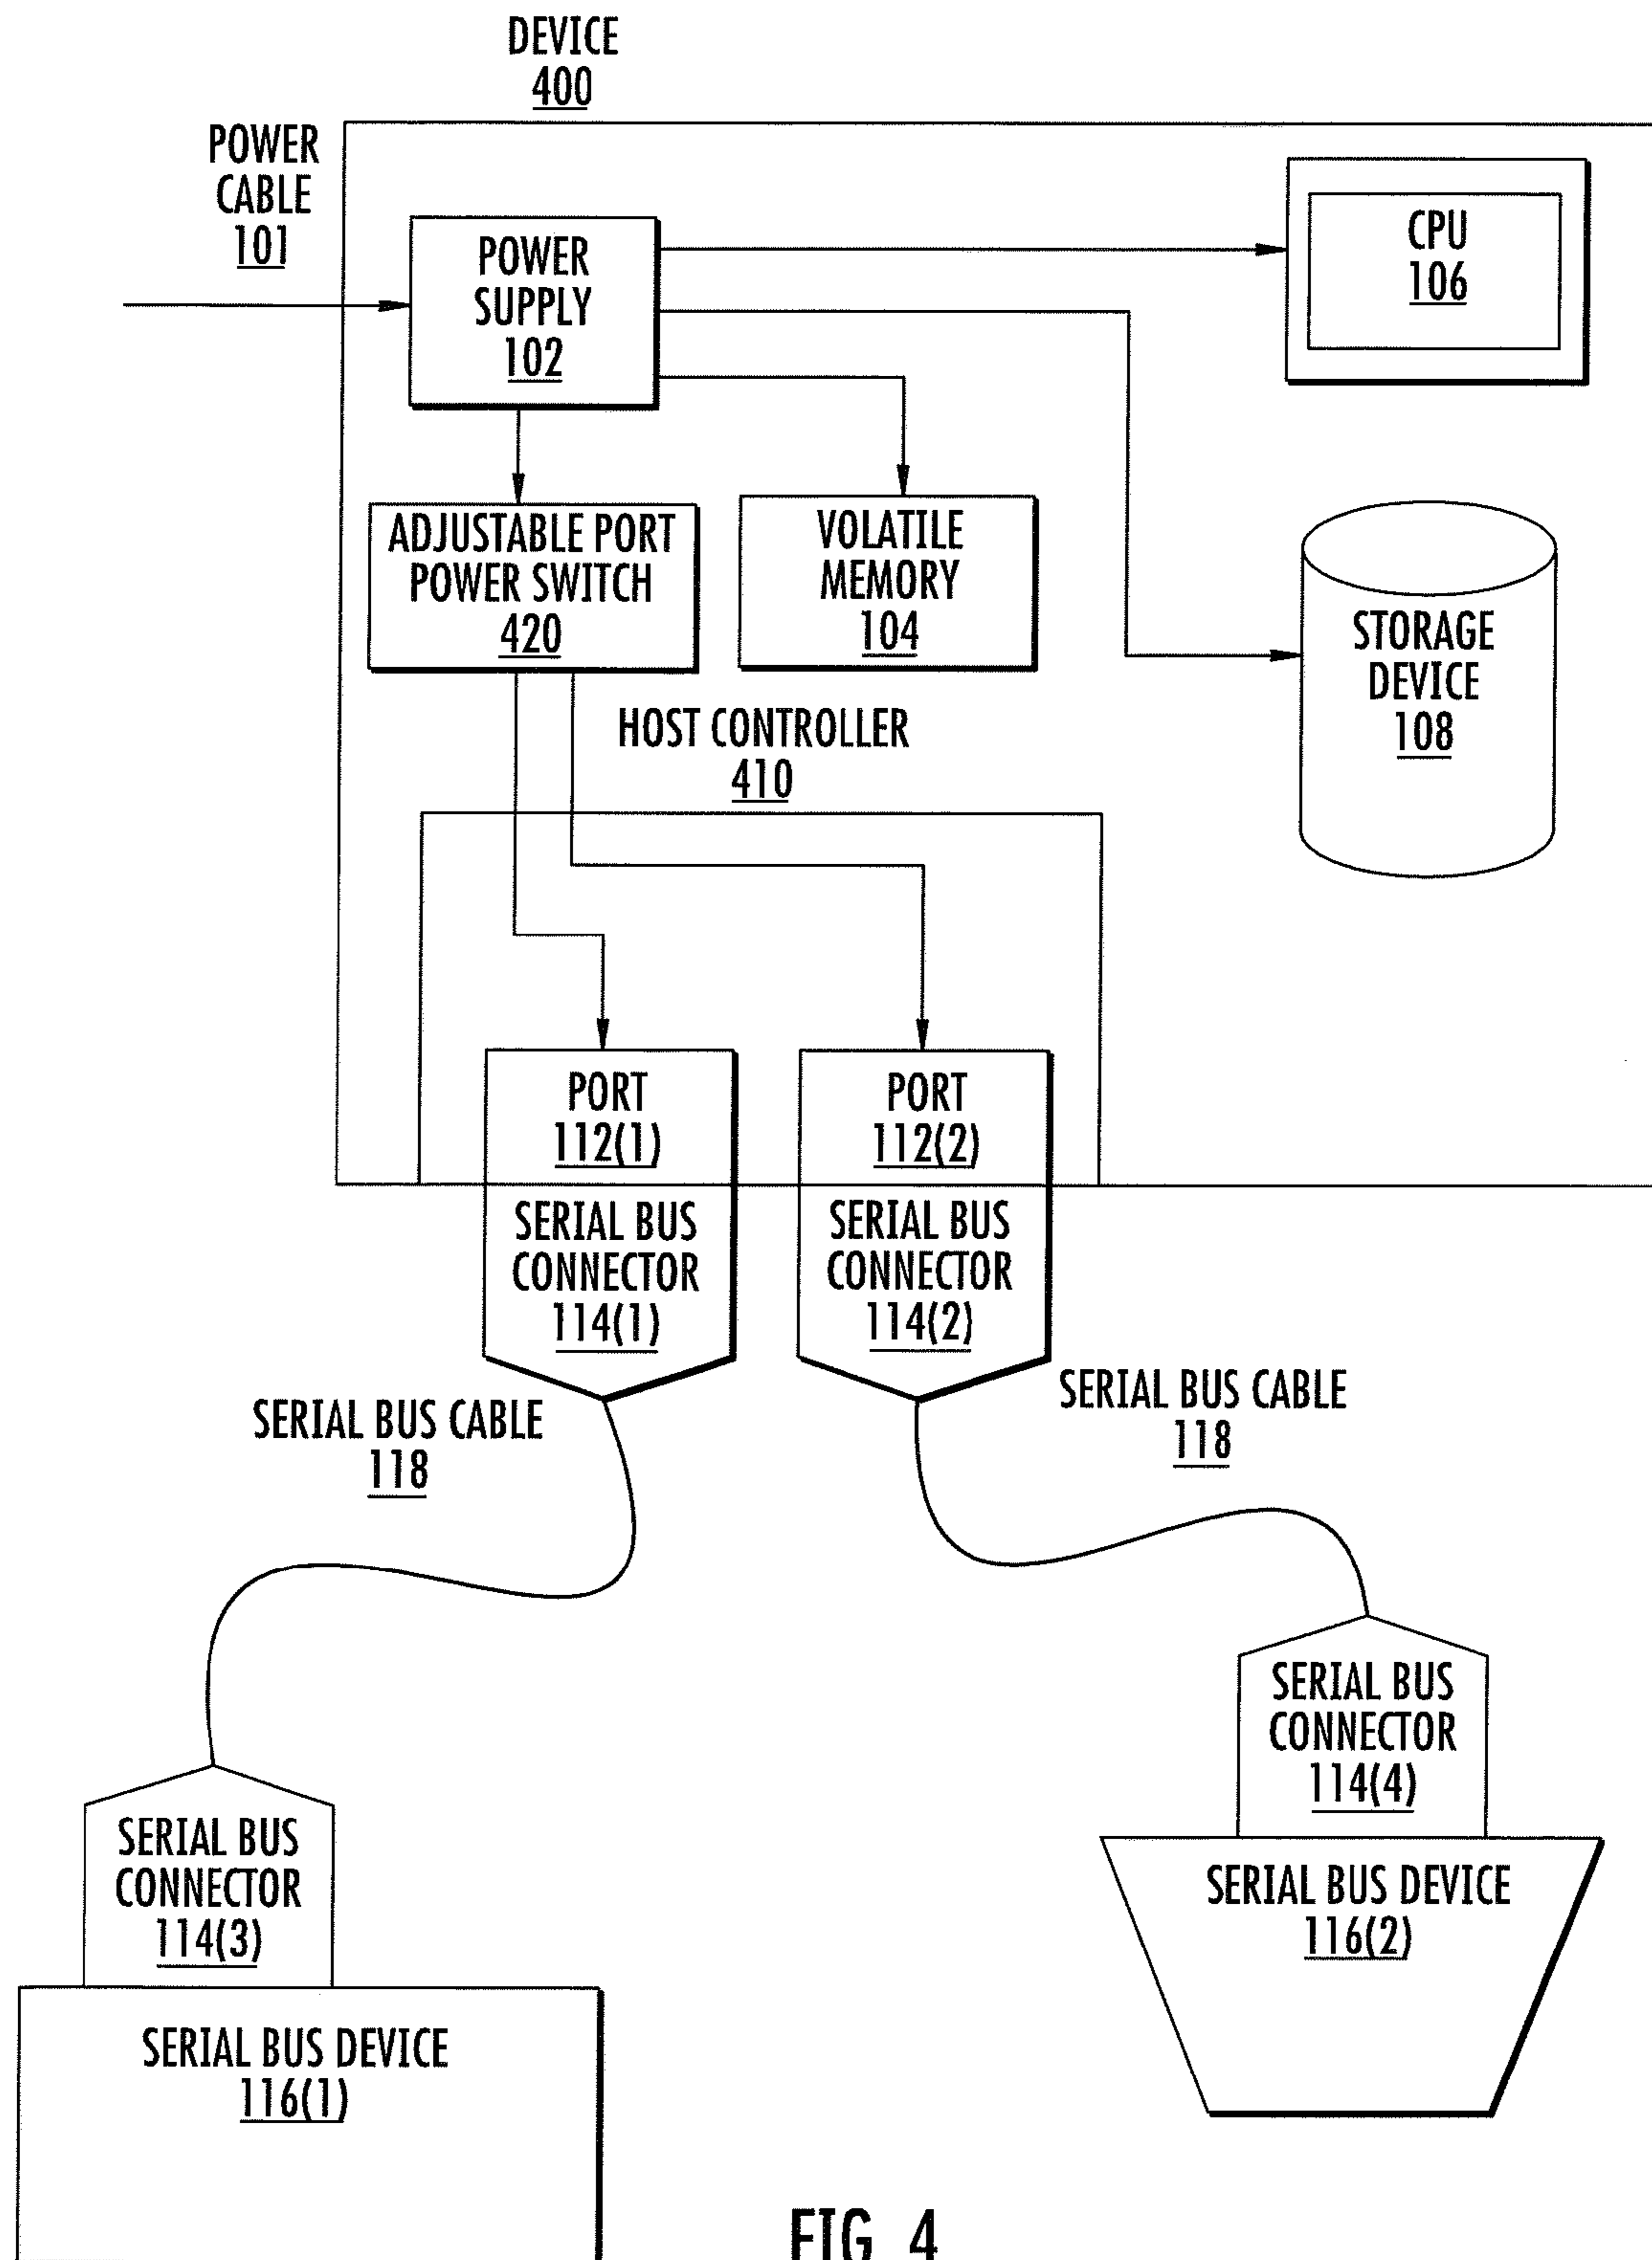 DEVICE
400
POWER
CABLE
101
POWER
SUPPLY
102
CPU
106
ADJUSTABLE PORT
POWER SWITCH
420
VOLATILE
MEMORY
104
STORAGE
DEVICE
108
HOST CONTROLLER
410
PORT
112(1)
PORT
112(2)
SERIAL BUS
CONNECTOR
114(1)
SERIAL BUS
CONNECTOR
114(2)
SERIAL BUS CABLE
118
SERIAL BUS CABLE
118
SERIAL BUS
CONNECTOR
114(3)
SERIAL BUS
CONNECTOR
114(4)
SERIAL BUS DEVICE
116(1)
SERIAL BUS DEVICE
116(2)
FIG. 4